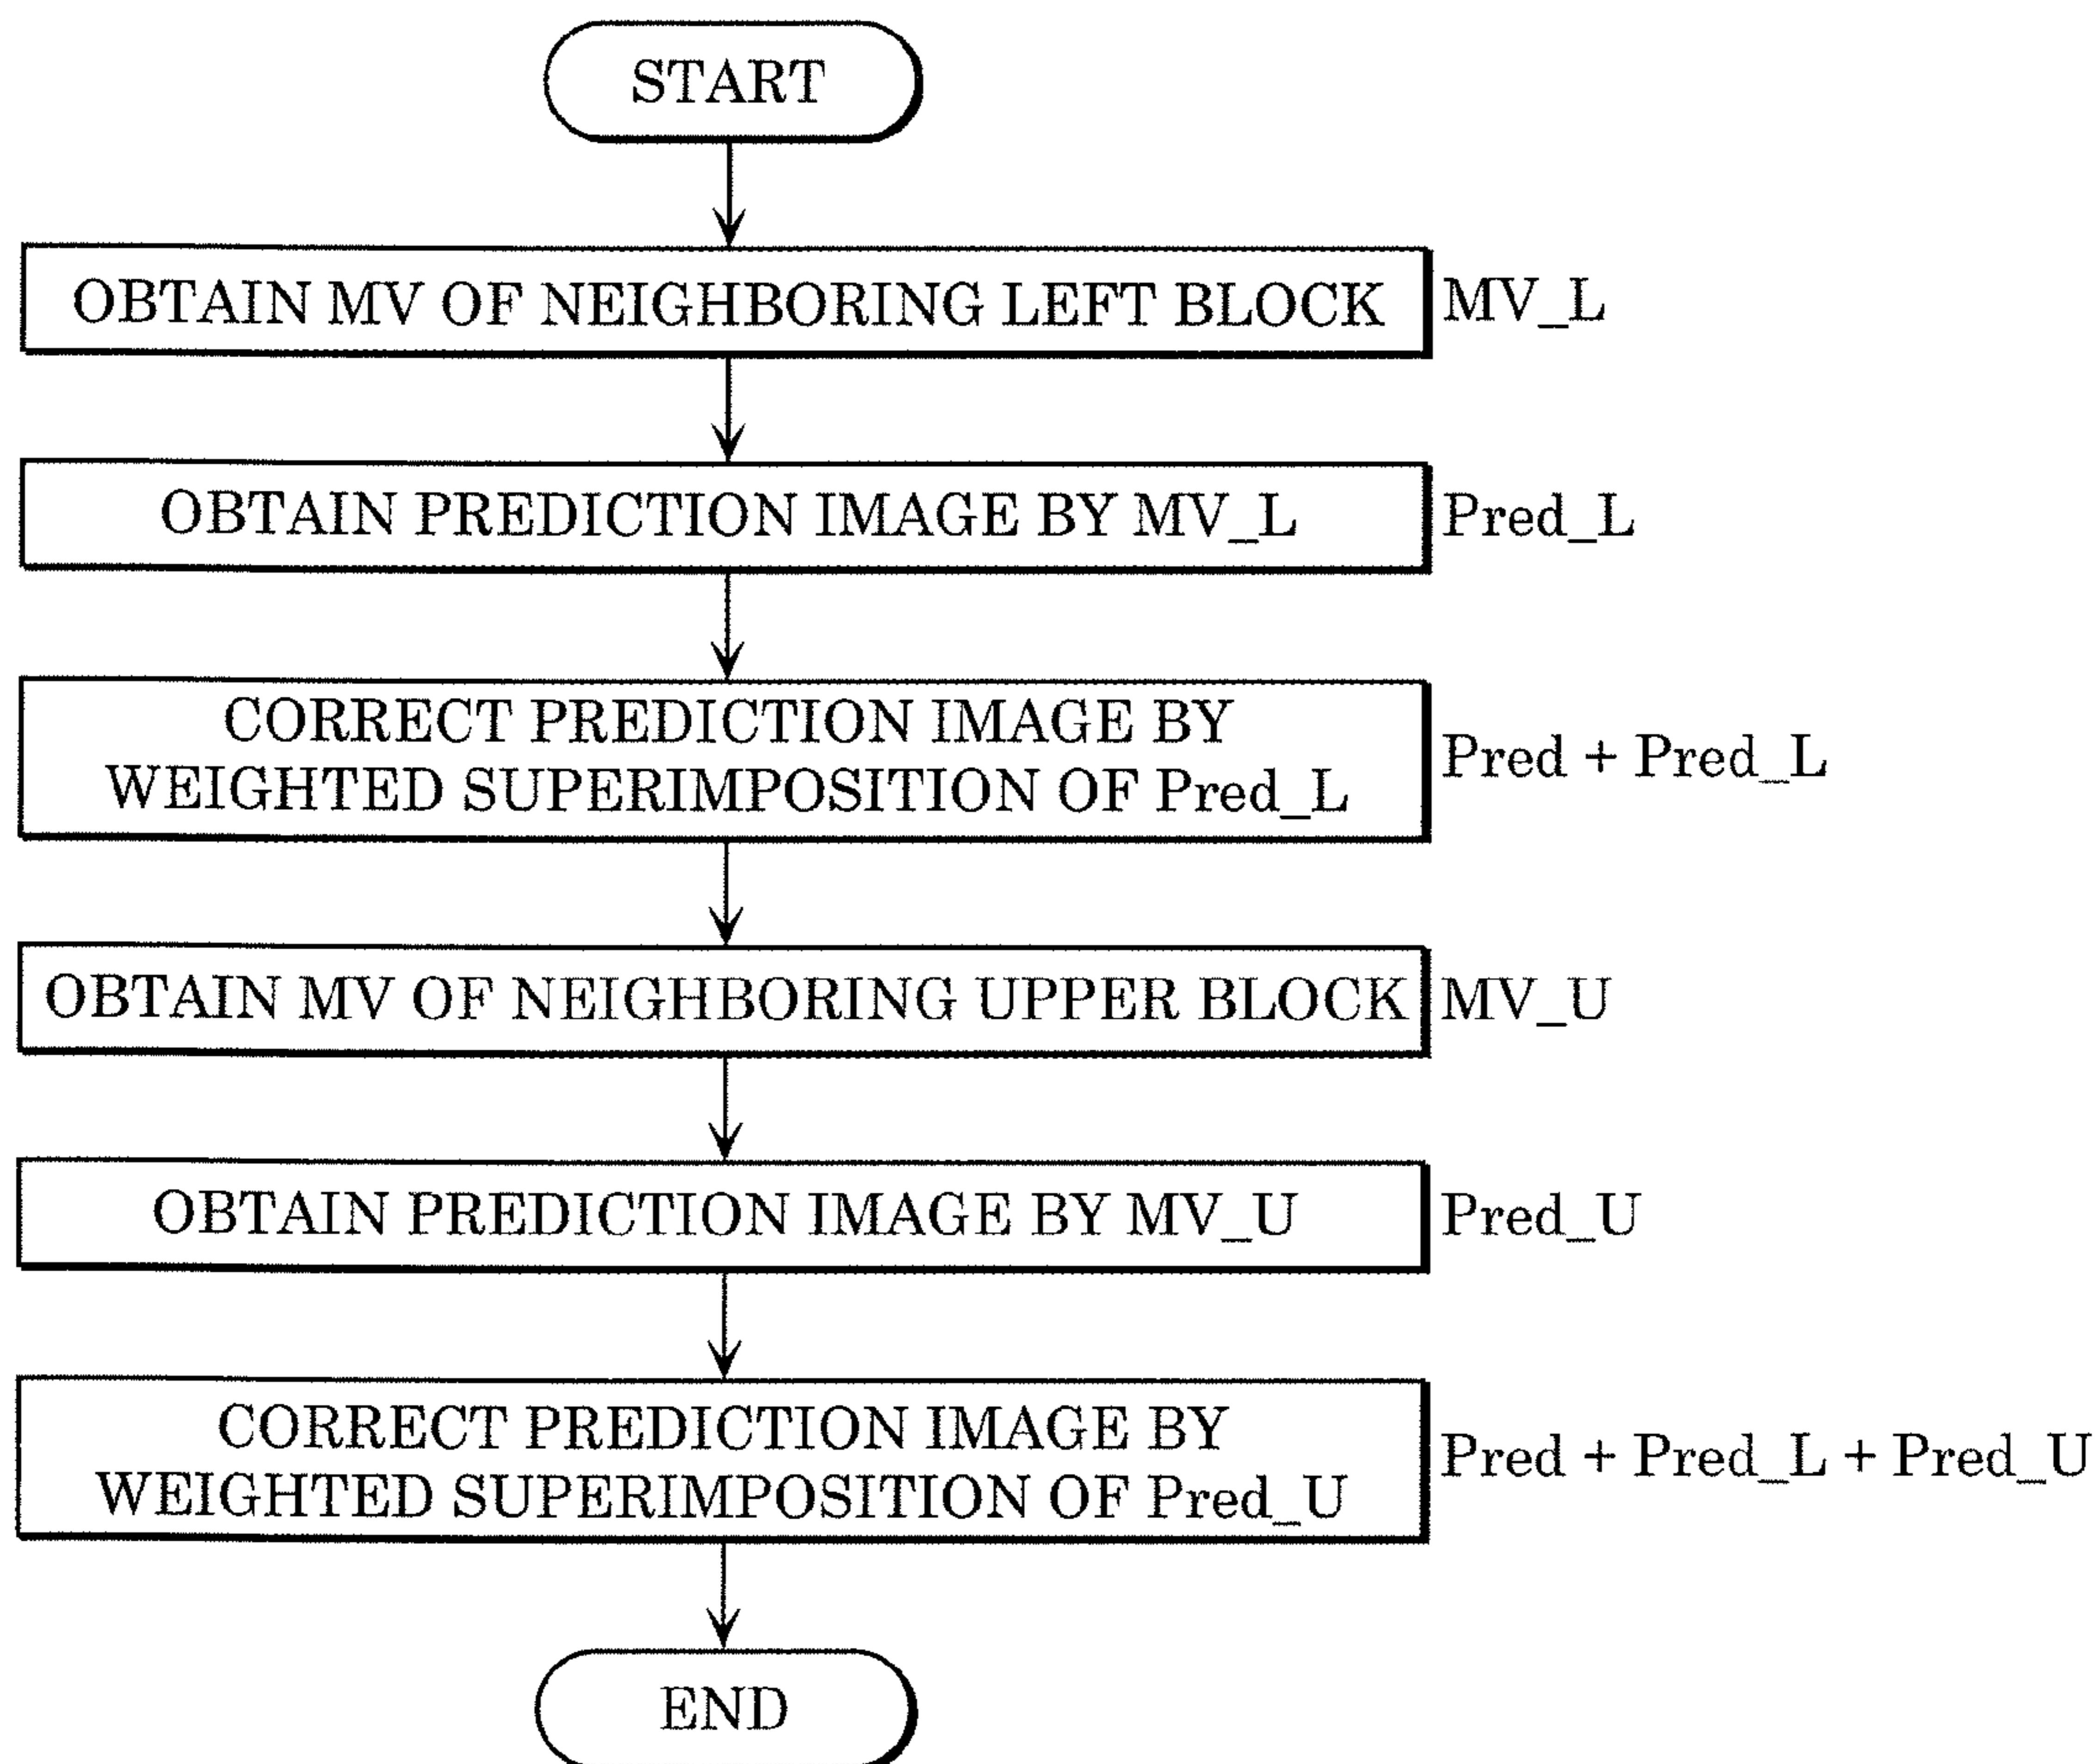 START
OBTAIN MV OF NEIGHBORING LEFT BLOCK
MV_L
OBTAIN PREDICTION IMAGE BY MV_L
Pred_L
CORRECT PREDICTION IMAGE BY
WEIGHTED SUPERIMPOSITION OF Pred_L
Pred + Pred_L
OBTAIN MV OF NEIGHBORING UPPER BLOCK
MV_U
OBTAIN PREDICTION IMAGE BY MV_U
Pred_U
CORRECT PREDICTION IMAGE BY
WEIGHTED SUPERIMPOSITION OF Pred_U
Pred + Pred_L + Pred_U
END